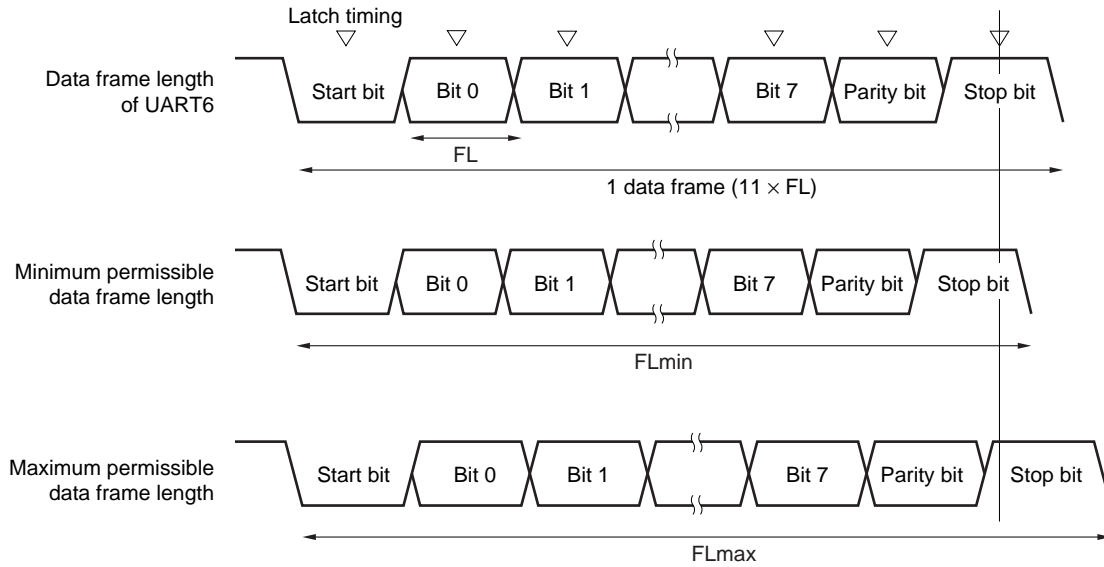 Latch timing
Data frame length
of UART6
Start bit
Bit 0
Bit 1
Bit 7
Parity bit
Stop bit
FL
1 data frame (11 × FL)
Minimum permissible
data frame length
Start bit
Bit 0
Bit 1
Bit 7
Parity bit
Stop bit
FLmin
Maximum permissible
data frame length
Start bit
Bit 0
Bit 1
Bit 7
Parity bit
Stop bit
FLmax